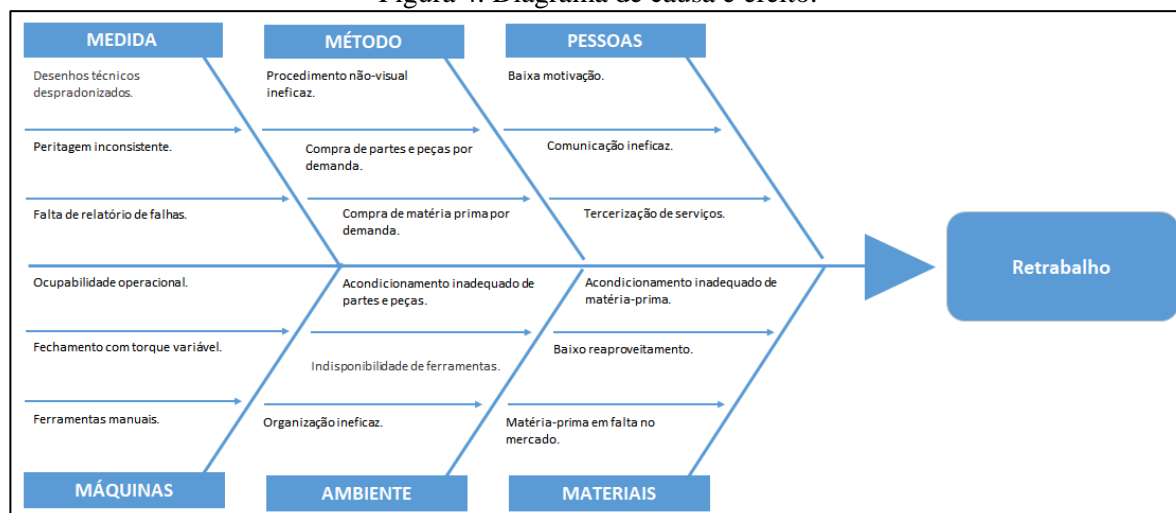 Figura 4. Diagrama de causa e efeito.
MEDIDA
MÉTODO
PESSOAS
Desenhos técnicos
despradonizados.
Procedimento não-visual
ineficaz.
Baixa motivação.
Peritagem inconsistente.
Compra de partes e peças por
demanda.
Comunicação ineficaz.
Falta de relatório de falhas.
Compra de matéria prima por
demanda.
Tercerização de serviços.
Retrabalho
Ocupabilidade operacional.
Acondicionamento inadequado de
partes e peças.
Acondicionamento inadequado de
matéria-prima.
Fechamento com torque variável.
Indisponibilidade de ferramentas.
Baixo reaproveitamento.
Ferramentas manuais.
Organização ineficaz.
Matéria-prima em falta no
mercado.
MÁQUINAS
AMBIENTE
MATERIAIS